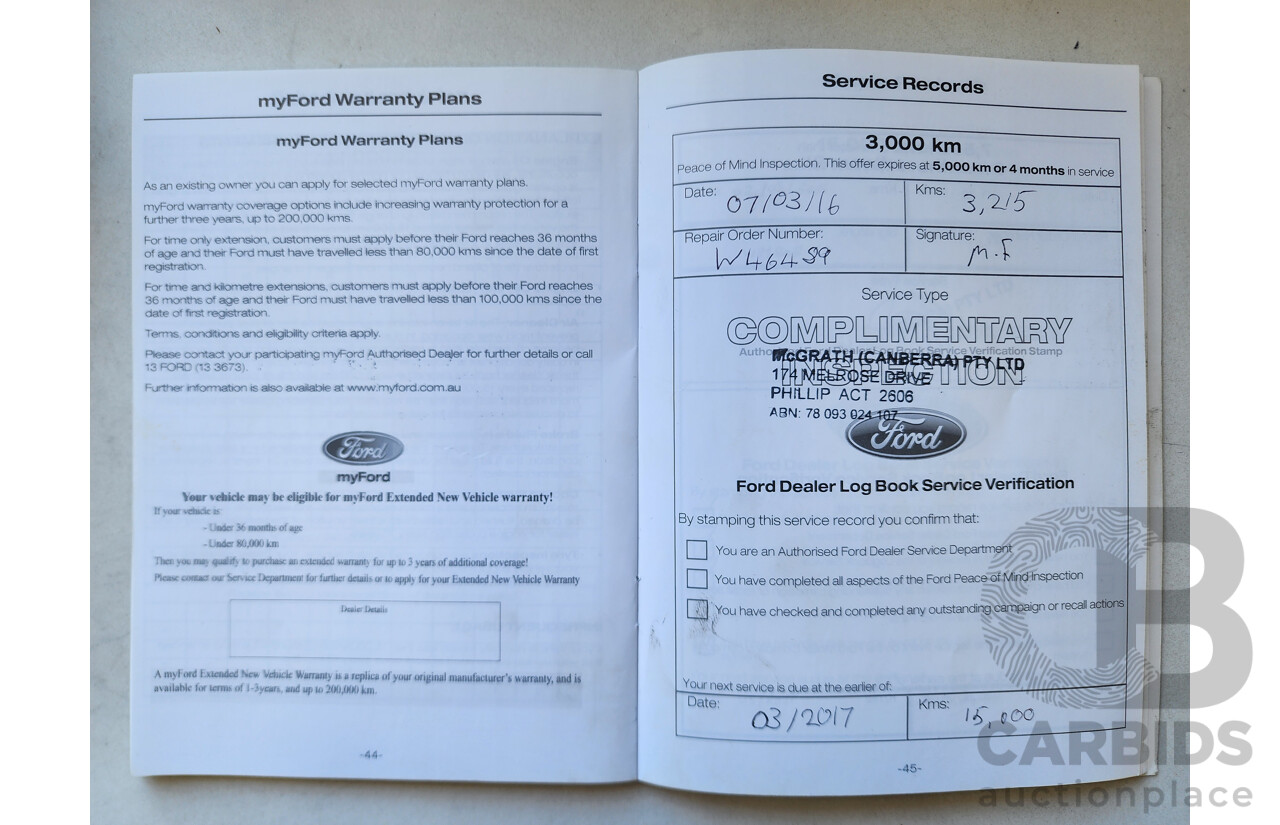 myFord Warranty Plans
myFord Warranty Plans
As an existing owner you can apply for selected myFord warranty plans.
myFord warranty coverage options include increasing warranty protection for a
further three years, up to 200,000 kms.
For time only extension, customers must apply before their Ford reaches 36 months
of age and their Ford must have travelled less than 80,000 kms since the date of first
registration.
For time and kilometre extensions, customers must apply before their Ford reaches
36 months of age and their Ford must have travelled less than 100,000 kms since the
date of first registration.
Terms, conditions and eligibility criteria apply.
Please contact your participating myFord Authorised Dealer for further details or call
13 FORD (13 3673).
Further information is also available at www.myford.com.au
Ford
myFord
Your vehicle may be eligible for myFord Extended New Vehicle warranty!
If your vehicle is:
- Under 36 months of age
- Under 80,000 km
Then you may qualify to purchase an extended warranty for up to 3 years of additional coverage!
Please contact our Service Department for further details or to apply for your Extended New Vehicle Warranty
Dealer Details
A myFord Extended New Vehicle Warranty is a replica of your original manufacturer's warranty, and is
available for terms of 1-3years, and up to 200,000 km.
-44-
Service Records
3,000 km
Peace of Mind Inspection. This offer expires at 5,000 km or 4 months in service
Date: 07/03/16
Kms: 3,215
Repair Order Number: W46489
Signature: M.F
Service Type
COMPLIMENTARY
Authorised Ford Dealer Log Book Service Verification Stamp
McGRATH (CANBERRA) PTY LTD
INSPECTION
174 MELROSE DRIVE
PHILLIP ACT 2606
ABN: 78 093 024 107
Ford
Ford Dealer Log Book Service Verification
By stamping this service record you confirm that:
You are an Authorised Ford Dealer Service Department
You have completed all aspects of the Ford Peace of Mind Inspection
You have checked and completed any outstanding campaign or recall actions
Your next service is due at the earlier of:
Date: 03/2017
Kms: 15,000
-45-
CB
CARBIDS
auctionplace